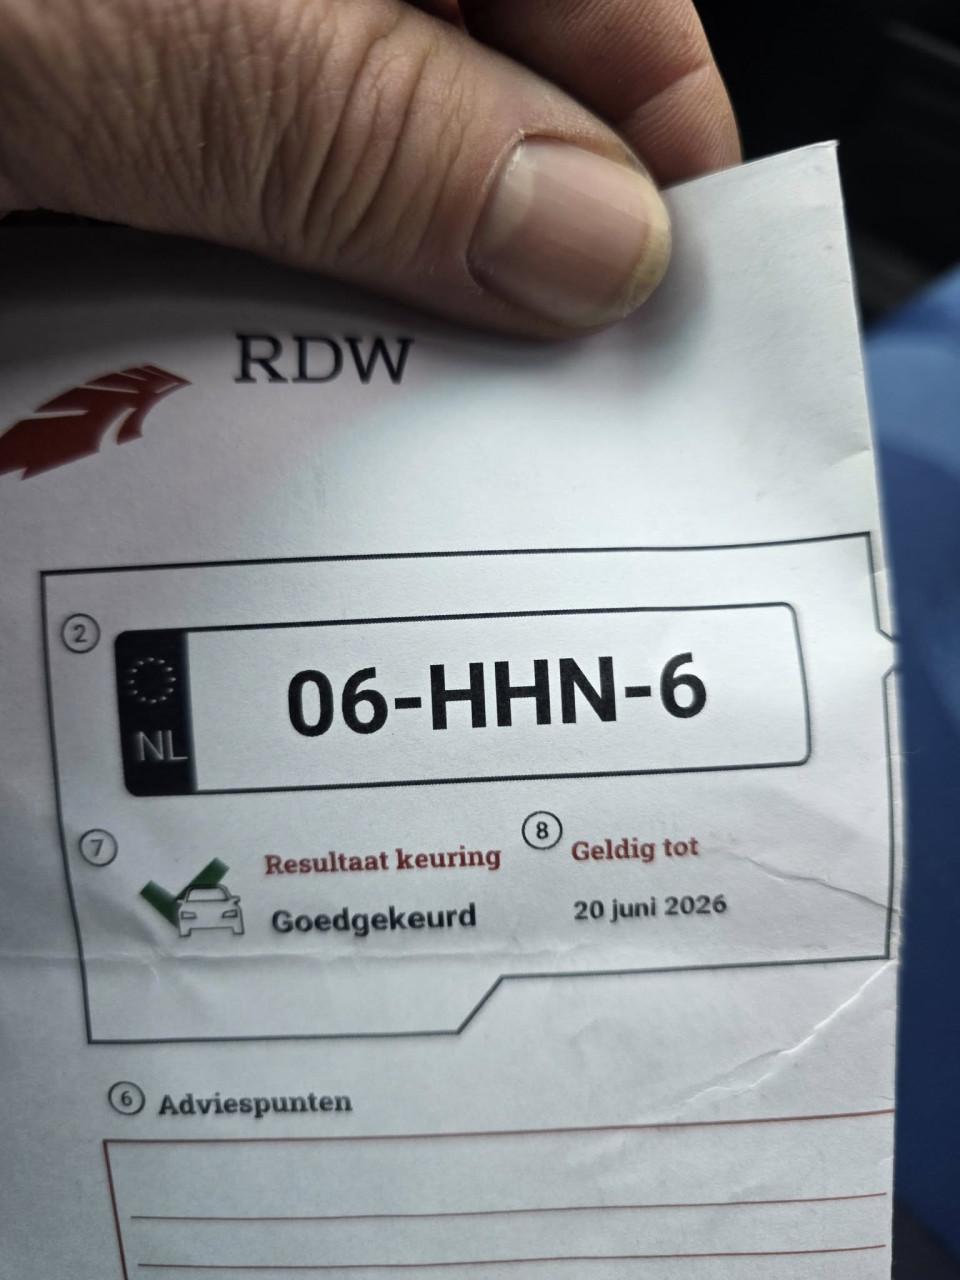 RDW
2
NL
06-HHN-6
7
Resultaat keuring
Goedgekeurd
8
Geldig tot
20 juni 2026
6
Adviespunten